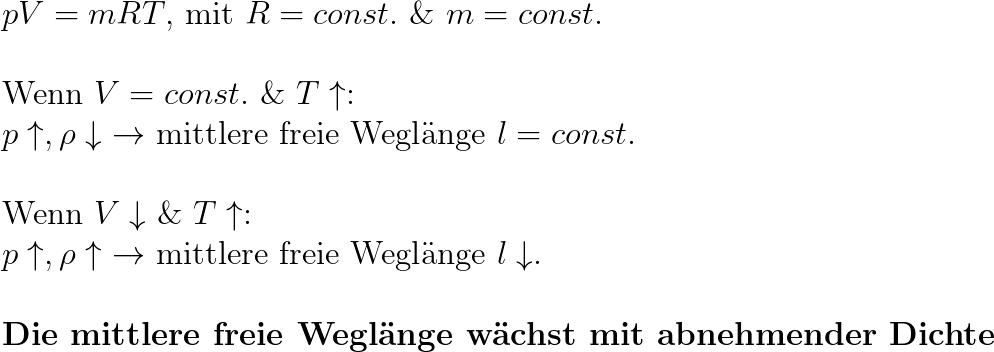 pV = mRT, mit R = const. & m = const.
Wenn V = const. & T ↑:
p ↑, ρ ↓ → mittlere freie Weglänge l = const.
Wenn V ↓ & T ↑:
p ↑, ρ ↑ → mittlere freie Weglänge l ↓.
Die mittlere freie Weglänge wächst mit abnehmender Dichte